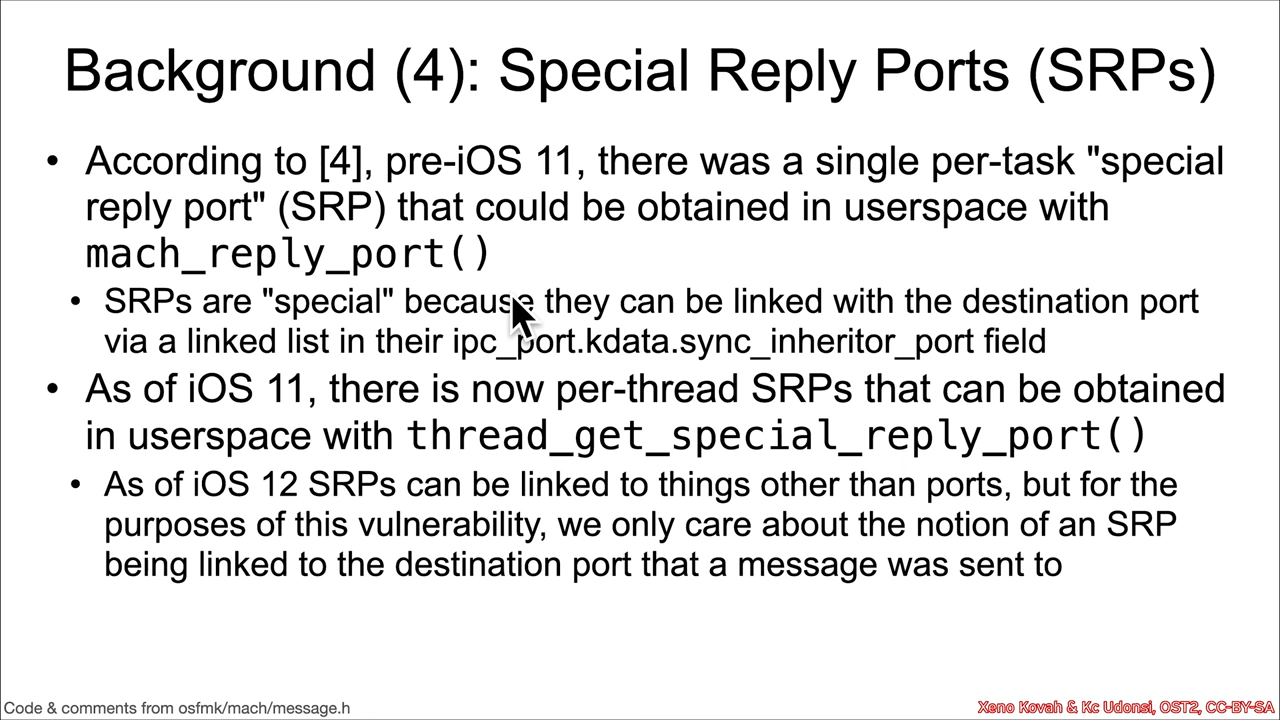 Background (4): Special Reply Ports (SRPs)
• According to [4], pre-iOS 11, there was a single per-task "special
reply port" (SRP) that could be obtained in userspace with
mach_reply_port()
• SRPs are "special" because they can be linked with the destination port
via a linked list in their ipc_port.kdata.sync_inheritor_port field
• As of iOS 11, there is now per-thread SRPs that can be obtained
in userspace with thread_get_special_reply_port()
• As of iOS 12 SRPs can be linked to things other than ports, but for the
purposes of this vulnerability, we only care about the notion of an SRP
being linked to the destination port that a message was sent to
Code & comments from osfmk/mach/message.h
Xeno Kovah & Kc Udonsi, OST2, CC-BY-SA